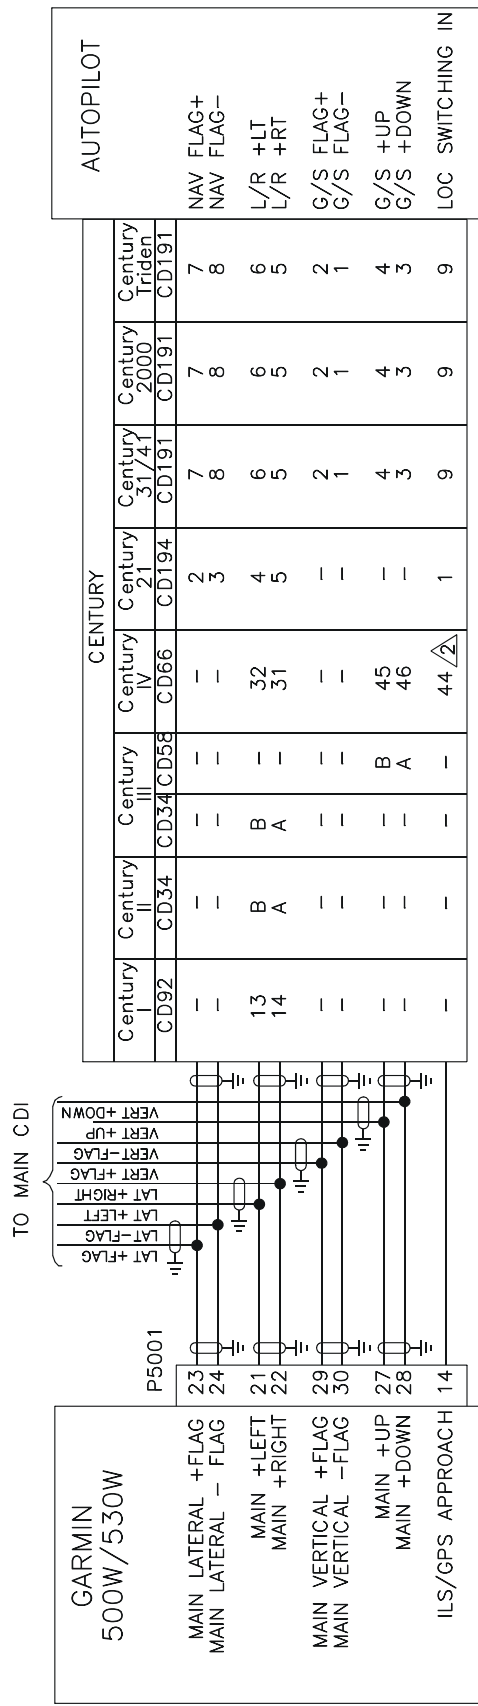 GARMIN
500W/530W
P5001
MAIN LATERAL +FLAG 23
MAIN LATERAL - FLAG 24
MAIN +LEFT 21
MAIN +RIGHT 22
MAIN VERTICAL +FLAG 29
MAIN VERTICAL -FLAG 30
MAIN +UP 27
MAIN +DOWN 28
ILS/GPS APPROACH 14
TO MAIN CDI
LAT+FLAG
LAT-FLAG
LAT +LEFT
LAT +RIGHT
VERT +FLAG
VERT-FLAG
VERT +UP
VERT +DOWN
CENTURY
Century I Century II Century III Century IV Century 21 Century 31/41 Century 2000 Century Triden
CD92 CD34 CD34 CD58 CD66 CD194 CD191 CD191 CD191
AUTOPILOT
- - - - - 2 7 7 7 NAV FLAG+
- - - - - 3 8 8 8 NAV FLAG-
13 B B - 32 4 6 6 6 L/R +LT
14 A A - 31 5 5 5 5 L/R +RT
- - - - - - 2 2 2 G/S FLAG+
- - - - - - 1 1 1 G/S FLAG-
- - - B 45 - 4 4 4 G/S +UP
- - - A 46 - 3 3 3 G/S +DOWN
- - - - 44 2 1 9 9 9 LOC SWITCHING IN